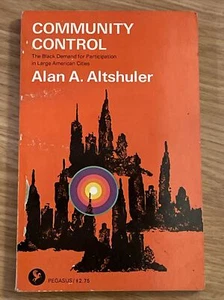 COMMUNITY
CONTROL
The Black Demand for Participation
in Large American Cities
Alan A. Altshuler
PEGASUS / $2.75